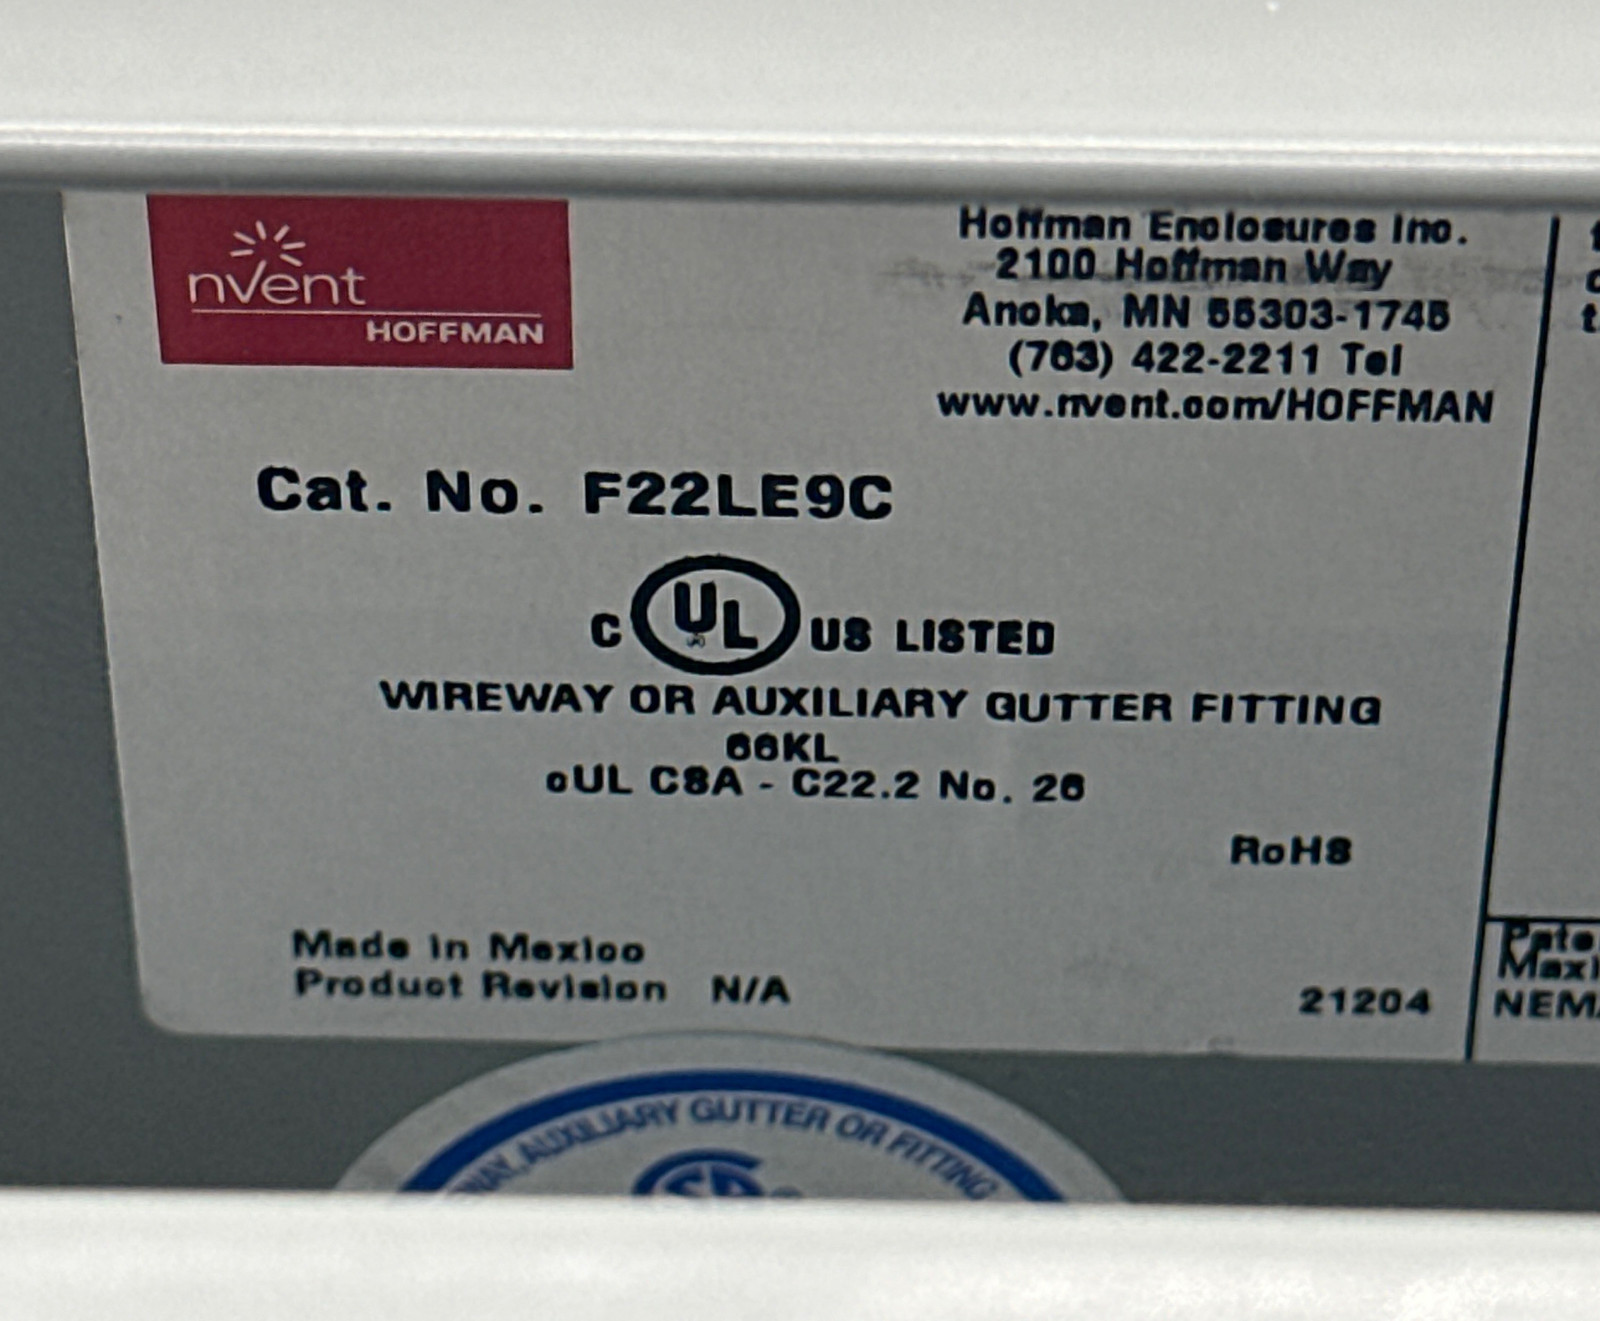 nvent
HOFFMAN
Hoffman Enclosures Inc.
2100 Hoffman Way
Anoka, MN 55303-1745
(763) 422-2211 Tel
www.nvent.com/HOFFMAN
Cat. No. F22LE9C
C UL US LISTED
WIREWAY OR AUXILIARY GUTTER FITTING
66KL
cUL CSA - C22.2 No. 26
RoHS
Made in Mexico
Product Revision N/A
21204
AUXILIARY GUTTER OR FITTING